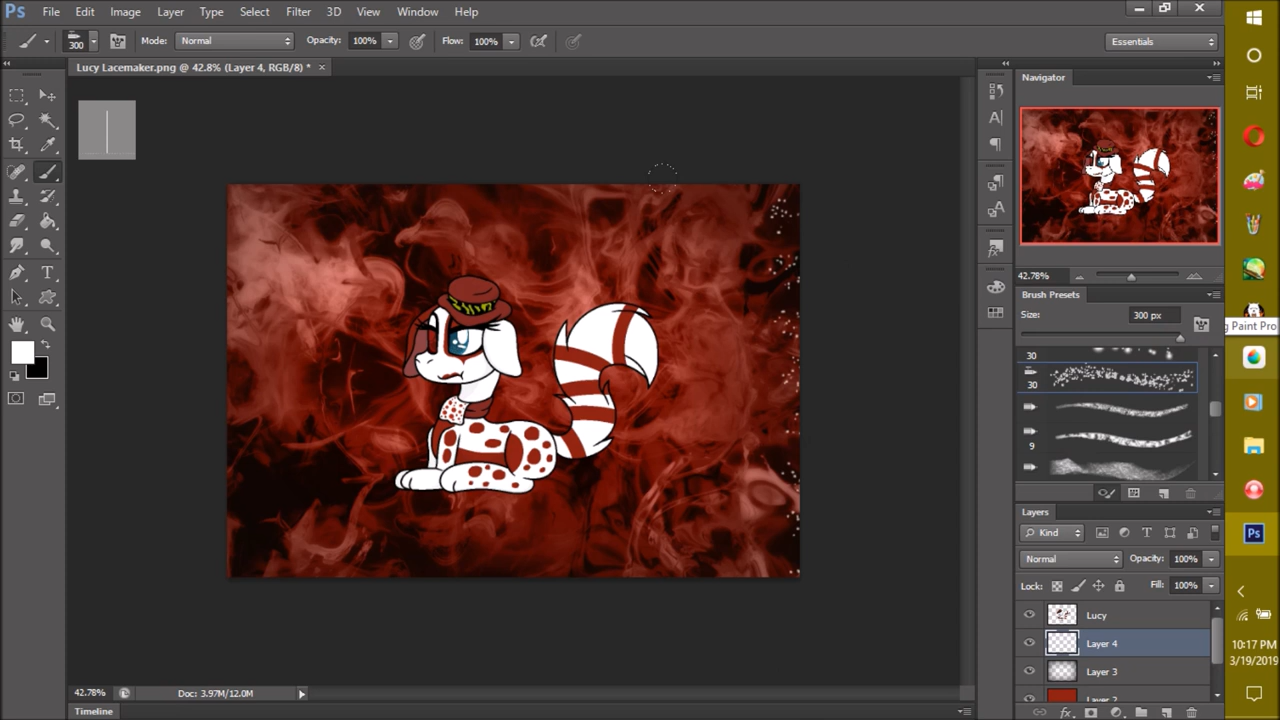 Ps File Edit Image Layer Type Select Filter 3D View Window Help
300 Mode: Normal Opacity: 100% Flow: 100% Essentials
Lucy Lacemaker.png @ 42.8% (Layer 4, RGB/8) * ×
Navigator
42.78%
Brush Presets
Size: 300 px
g Paint Pro
30
30
9
Layers
Kind
Normal Opacity: 100%
Lock: Fill: 100%
Lucy
Layer 4
Layer 3
Layer 2
Ps
10:17 PM
3/19/2019
42.78% Doc: 3.97M/12.0M
Timeline